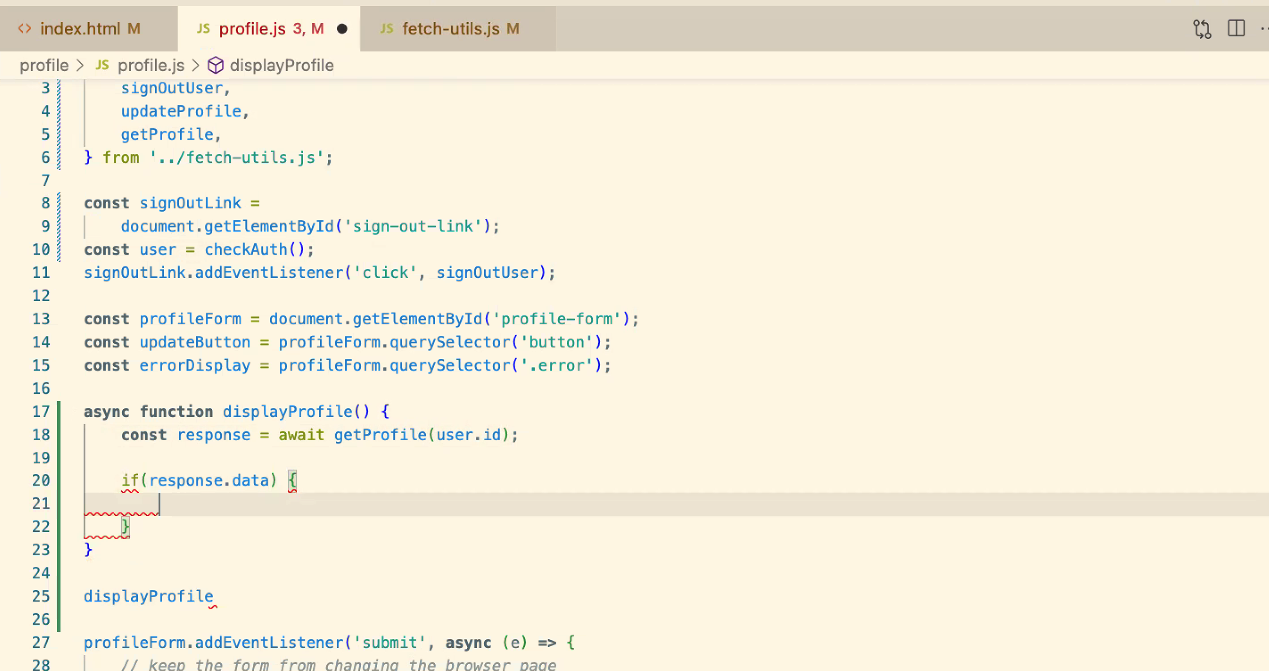 <> index.html M JS profile.js 3, M ● JS fetch-utils.js M
profile > JS profile.js > displayProfile
3 signOutUser,
4 updateProfile,
5 getProfile,
6 } from '../fetch-utils.js';
7
8 const signOutLink =
9 document.getElementById('sign-out-link');
10 const user = checkAuth();
11 signOutLink.addEventListener('click', signOutUser);
12
13 const profileForm = document.getElementById('profile-form');
14 const updateButton = profileForm.querySelector('button');
15 const errorDisplay = profileForm.querySelector('.error');
16
17 async function displayProfile() {
18 const response = await getProfile(user.id);
19
20 if(response.data) {
21
22 }
23 }
24
25 displayProfile
26
27 profileForm.addEventListener('submit', async (e) => {
28 // keep the form from changing the browser page